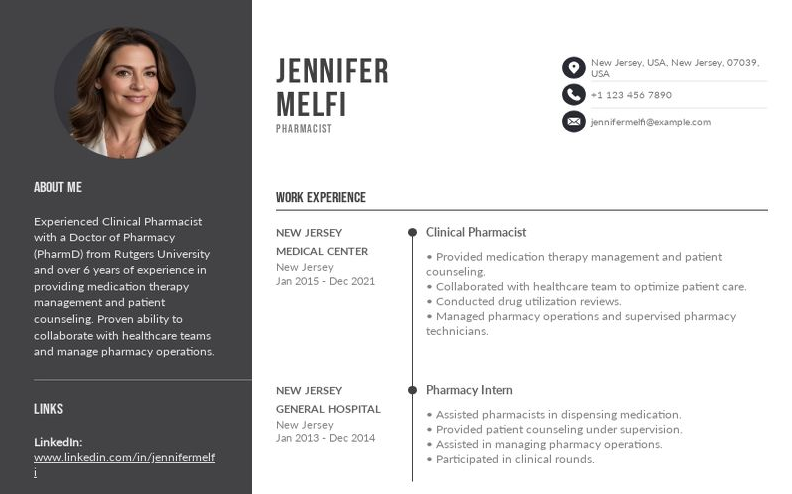 JENNIFER
MELFI
PHARMACIST
New Jersey, USA, New Jersey, 07039,
USA
+1 123 456 7890
jennifermelfi@example.com
ABOUT ME
Experienced Clinical Pharmacist
with a Doctor of Pharmacy
(PharmD) from Rutgers University
and over 6 years of experience in
providing medication therapy
management and patient
counseling. Proven ability to
collaborate with healthcare teams
and manage pharmacy operations.
LINKS
LinkedIn:
www.linkedin.com/in/jennifermelf
i
WORK EXPERIENCE
NEW JERSEY
MEDICAL CENTER
New Jersey
Jan 2015 - Dec 2021
Clinical Pharmacist
• Provided medication therapy management and patient
counseling.
• Collaborated with healthcare team to optimize patient care.
• Conducted drug utilization reviews.
• Managed pharmacy operations and supervised pharmacy
technicians.
NEW JERSEY
GENERAL HOSPITAL
New Jersey
Jan 2013 - Dec 2014
Pharmacy Intern
• Assisted pharmacists in dispensing medication.
• Provided patient counseling under supervision.
• Assisted in managing pharmacy operations.
• Participated in clinical rounds.